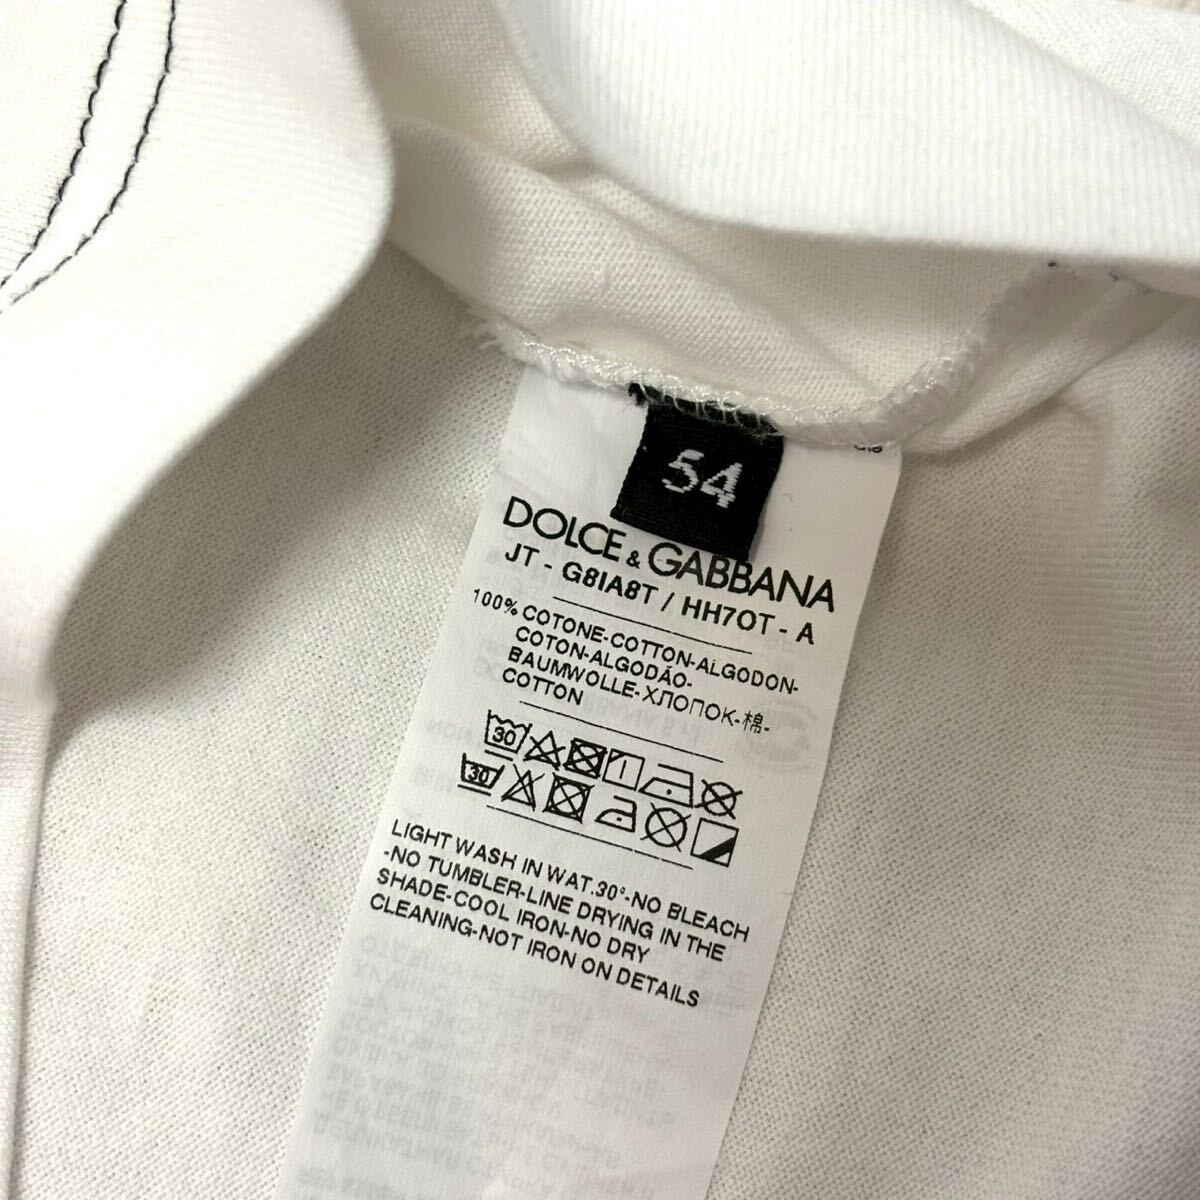 54
DOLCE & GABBANA
JT - G8IA8T / HH7OT - A
100% COTONE-COTTON-ALGODON-
COTON-ALGODÃO-
BAUMWOLLE-ХЛОПОК-棉-
COTTON
30
30
LIGHT WASH IN WAT.30°-NO BLEACH
-NO TUMBLER-LINE DRYING IN THE
SHADE-COOL IRON-NO DRY
CLEANING-NOT IRON ON DETAILS